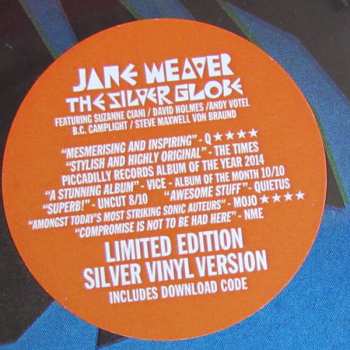 JANE WEAVER
THE SILVER GLOBE
FEATURING SUZANNE CIANI / DAVID HOLMES / ANDY VOTEL
B.C. CAMPLIGHT / STEVE MAXWELL VON BRAUND
"MESMERISING AND INSPIRING" - Q ★★★★
"STYLISH AND HIGHLY ORIGINAL" - THE TIMES
PICCADILLY RECORDS ALBUM OF THE YEAR 2014
"A STUNNING ALBUM" - VICE - ALBUM OF THE MONTH 10/10
"SUPERB!" - UNCUT 8/10 "AWESOME STUFF" - QUIETUS
"AMONGST TODAY'S MOST STRIKING SONIC AUTEURS" - MOJO ★★★★
"COMPROMISE IS NOT TO BE HAD HERE" - NME
LIMITED EDITION
SILVER VINYL VERSION
INCLUDES DOWNLOAD CODE